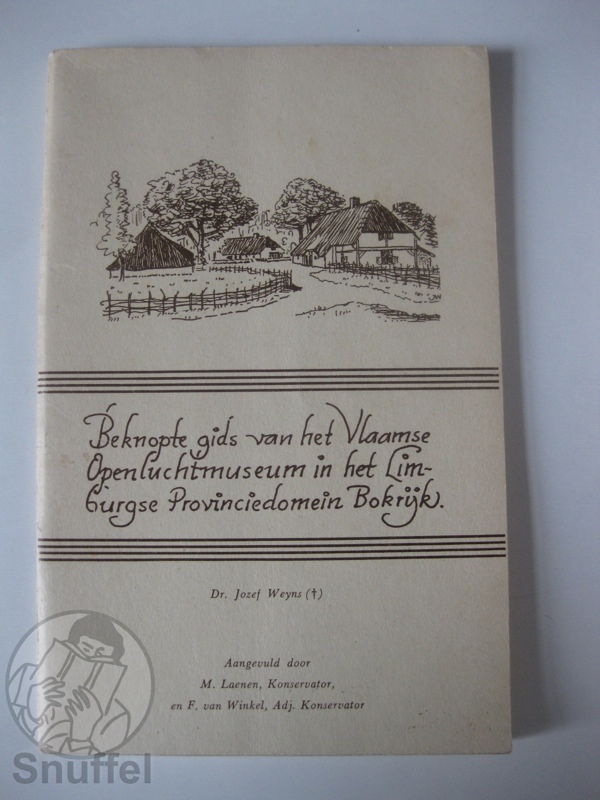 Beknopte gids van het Vlaamse
Openluchtmuseum in het Lim-
burgse Provinciedomein Bokrijk.
Dr. Jozef Weyns (†)
Aangevuld door
M. Laenen, Konservator,
en F. van Winkel, Adj. Konservator
Snuffel